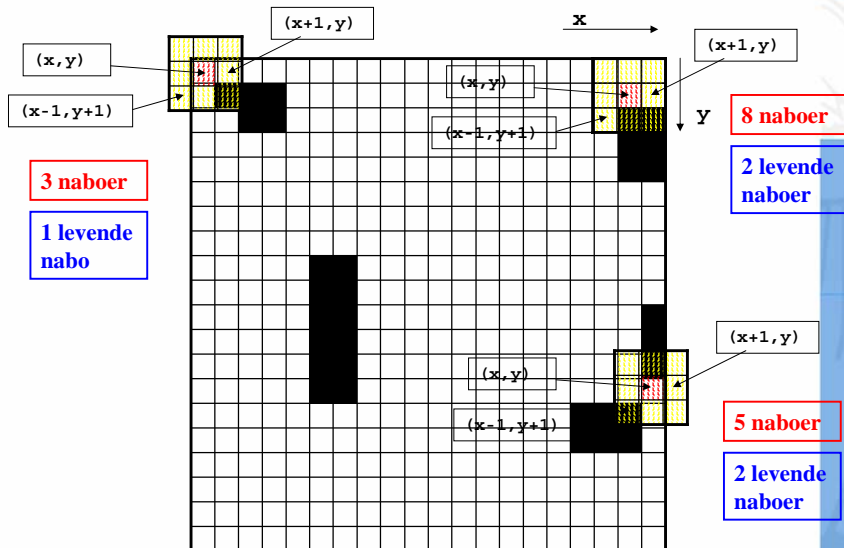 x
(x+1,y)
(x+1,y)
(x,y)
(x,y)
(x-1,y+1)
(x-1,y+1)
y
8 naboer
3 naboer
2 levende
naboer
1 levende
nabo
(x+1,y)
(x,y)
(x-1,y+1)
5 naboer
2 levende
naboer